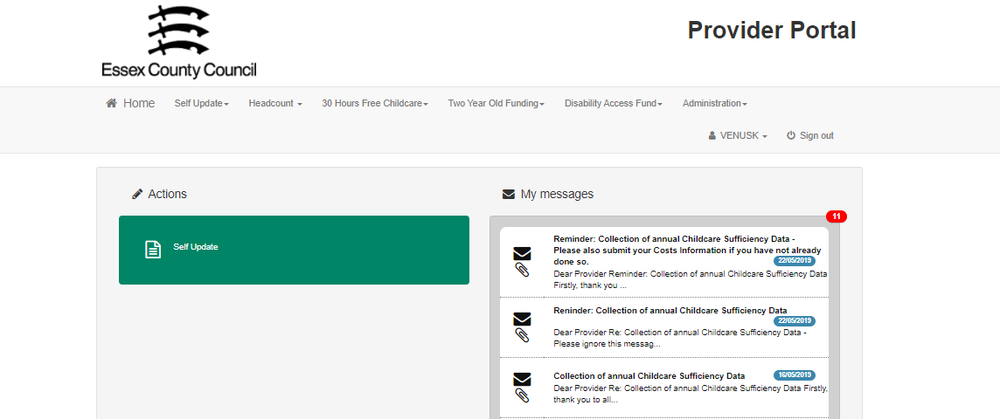 Essex County Council
Provider Portal
Home Self Update Headcount 30 Hours Free Childcare Two Year Old Funding Disability Access Fund Administration
VENUSK Sign out
Actions
My messages
11
Self Update
Reminder: Collection of annual Childcare Sufficiency Data -
Please also submit your Costs Information if you have not already
done so.
22/05/2019
Dear Provider Reminder: Collection of annual Childcare Sufficiency Data
Firstly, thank you ...
Reninder: Collection of annual Childcare Sufficiency Data
22/05/2019
Dear Provider Re: Collection of annual Childcare Sufficiency Data -
Please ignore this messag...
Collection of annual Childcare Sufficiency Data
16/05/2019
Dear Provider Re: Collection of annual Childcare Sufficiency Data Firstly,
thank you to all...